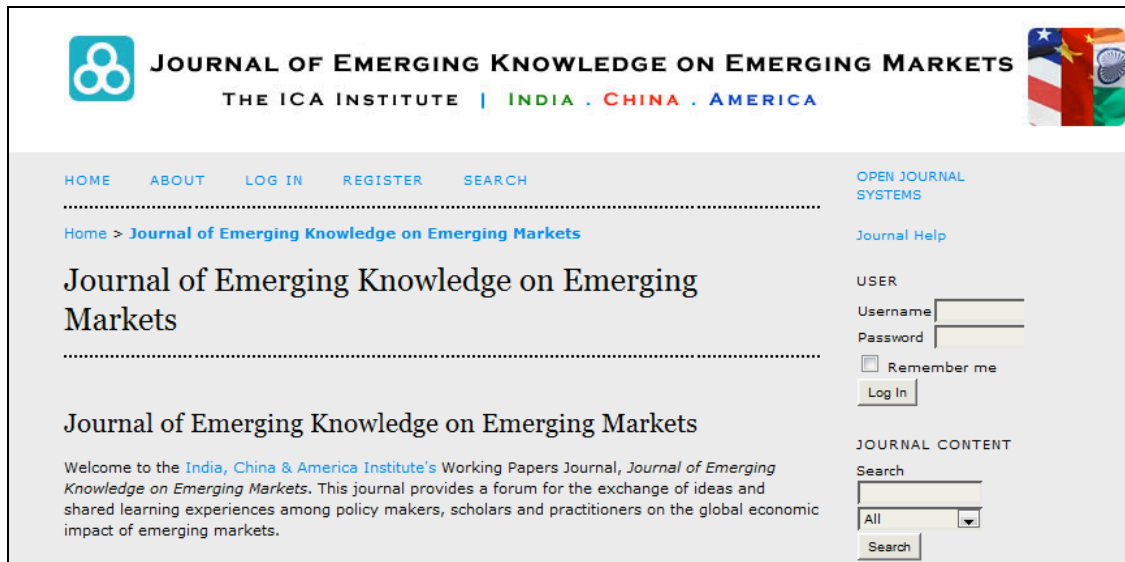 JOURNAL OF EMERGING KNOWLEDGE ON EMERGING MARKETS
THE ICA INSTITUTE | INDIA . CHINA . AMERICA
HOME ABOUT LOG IN REGISTER SEARCH
Home > Journal of Emerging Knowledge on Emerging Markets
Journal of Emerging Knowledge on Emerging
Markets
Journal of Emerging Knowledge on Emerging Markets
Welcome to the India, China & America Institute's Working Papers Journal, Journal of Emerging
Knowledge on Emerging Markets. This journal provides a forum for the exchange of ideas and
shared learning experiences among policy makers, scholars and practitioners on the global economic
impact of emerging markets.
OPEN JOURNAL
SYSTEMS
Journal Help
USER
Username
Password
Remember me
Log In
JOURNAL CONTENT
Search
All
Search